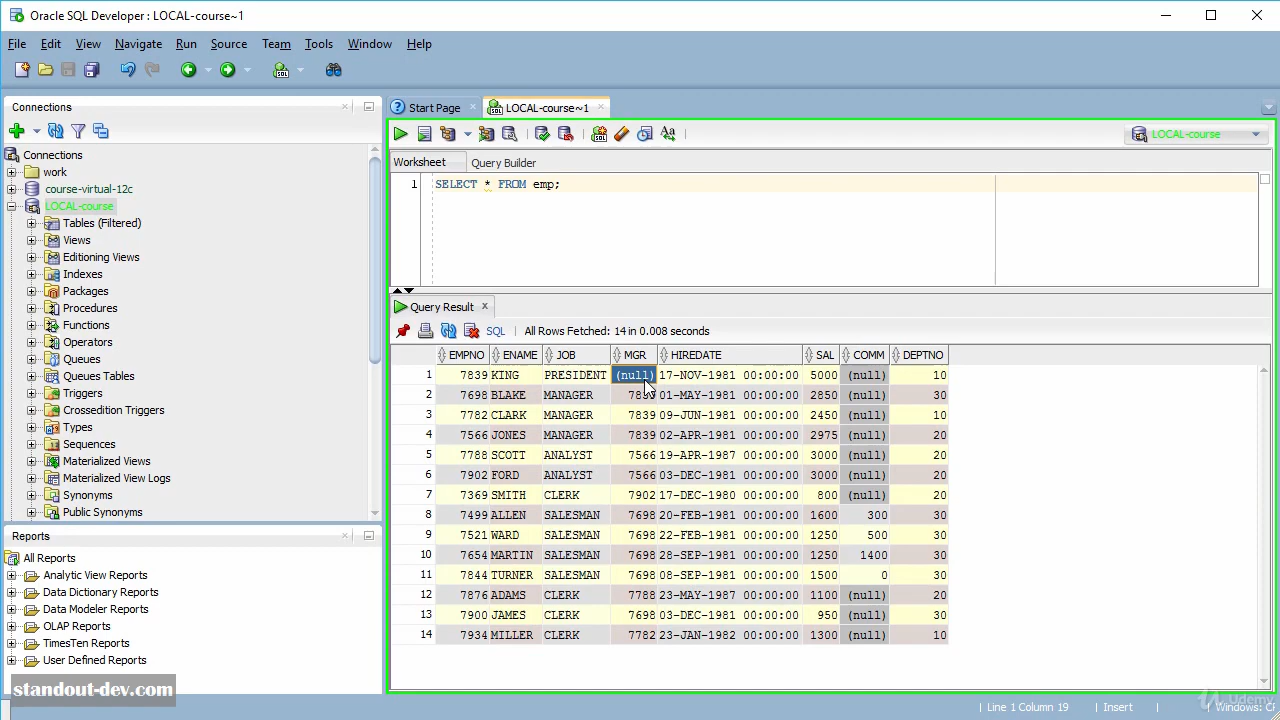 Oracle SQL Developer : LOCAL-course~1
File Edit View Navigate Run Source Team Tools Window Help
Connections
Connections
work
course-virtual-12c
LOCAL-course
Tables (Filtered)
Views
Editioning Views
Indexes
Packages
Procedures
Functions
Operators
Queues
Queues Tables
Triggers
Crossedition Triggers
Types
Sequences
Materialized Views
Materialized View Logs
Synonyms
Public Synonyms
Reports
All Reports
Analytic View Reports
Data Dictionary Reports
Data Modeler Reports
OLAP Reports
TimesTen Reports
User Defined Reports
standout-dev.com
Start Page LOCAL-course~1
LOCAL-course
Worksheet Query Builder
1 SELECT * FROM emp;
Query Result
SQL All Rows Fetched: 14 in 0.008 seconds
EMPNO ENAME JOB MGR HIREDATE SAL COMM DEPTNO
1 7839 KING PRESIDENT (null) 17-NOV-1981 00:00:00 5000 (null) 10
2 7698 BLAKE MANAGER 7839 01-MAY-1981 00:00:00 2850 (null) 30
3 7782 CLARK MANAGER 7839 09-JUN-1981 00:00:00 2450 (null) 10
4 7566 JONES MANAGER 7839 02-APR-1981 00:00:00 2975 (null) 20
5 7788 SCOTT ANALYST 7566 19-APR-1987 00:00:00 3000 (null) 20
6 7902 FORD ANALYST 7566 03-DEC-1981 00:00:00 3000 (null) 20
7 7369 SMITH CLERK 7902 17-DEC-1980 00:00:00 800 (null) 20
8 7499 ALLEN SALESMAN 7698 20-FEB-1981 00:00:00 1600 300 30
9 7521 WARD SALESMAN 7698 22-FEB-1981 00:00:00 1250 500 30
10 7654 MARTIN SALESMAN 7698 28-SEP-1981 00:00:00 1250 1400 30
11 7844 TURNER SALESMAN 7698 08-SEP-1981 00:00:00 1500 0 30
12 7876 ADAMS CLERK 7788 23-MAY-1987 00:00:00 1100 (null) 20
13 7900 JAMES CLERK 7698 03-DEC-1981 00:00:00 950 (null) 30
14 7934 MILLER CLERK 7782 23-JAN-1982 00:00:00 1300 (null) 10
Udemy
Line 1 Column 19 Insert Windows: C